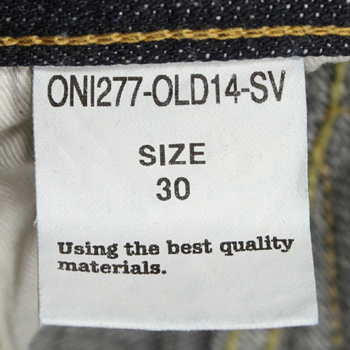 ONI277-OLD14-SV
SIZE
30
Using the best quality
materials.